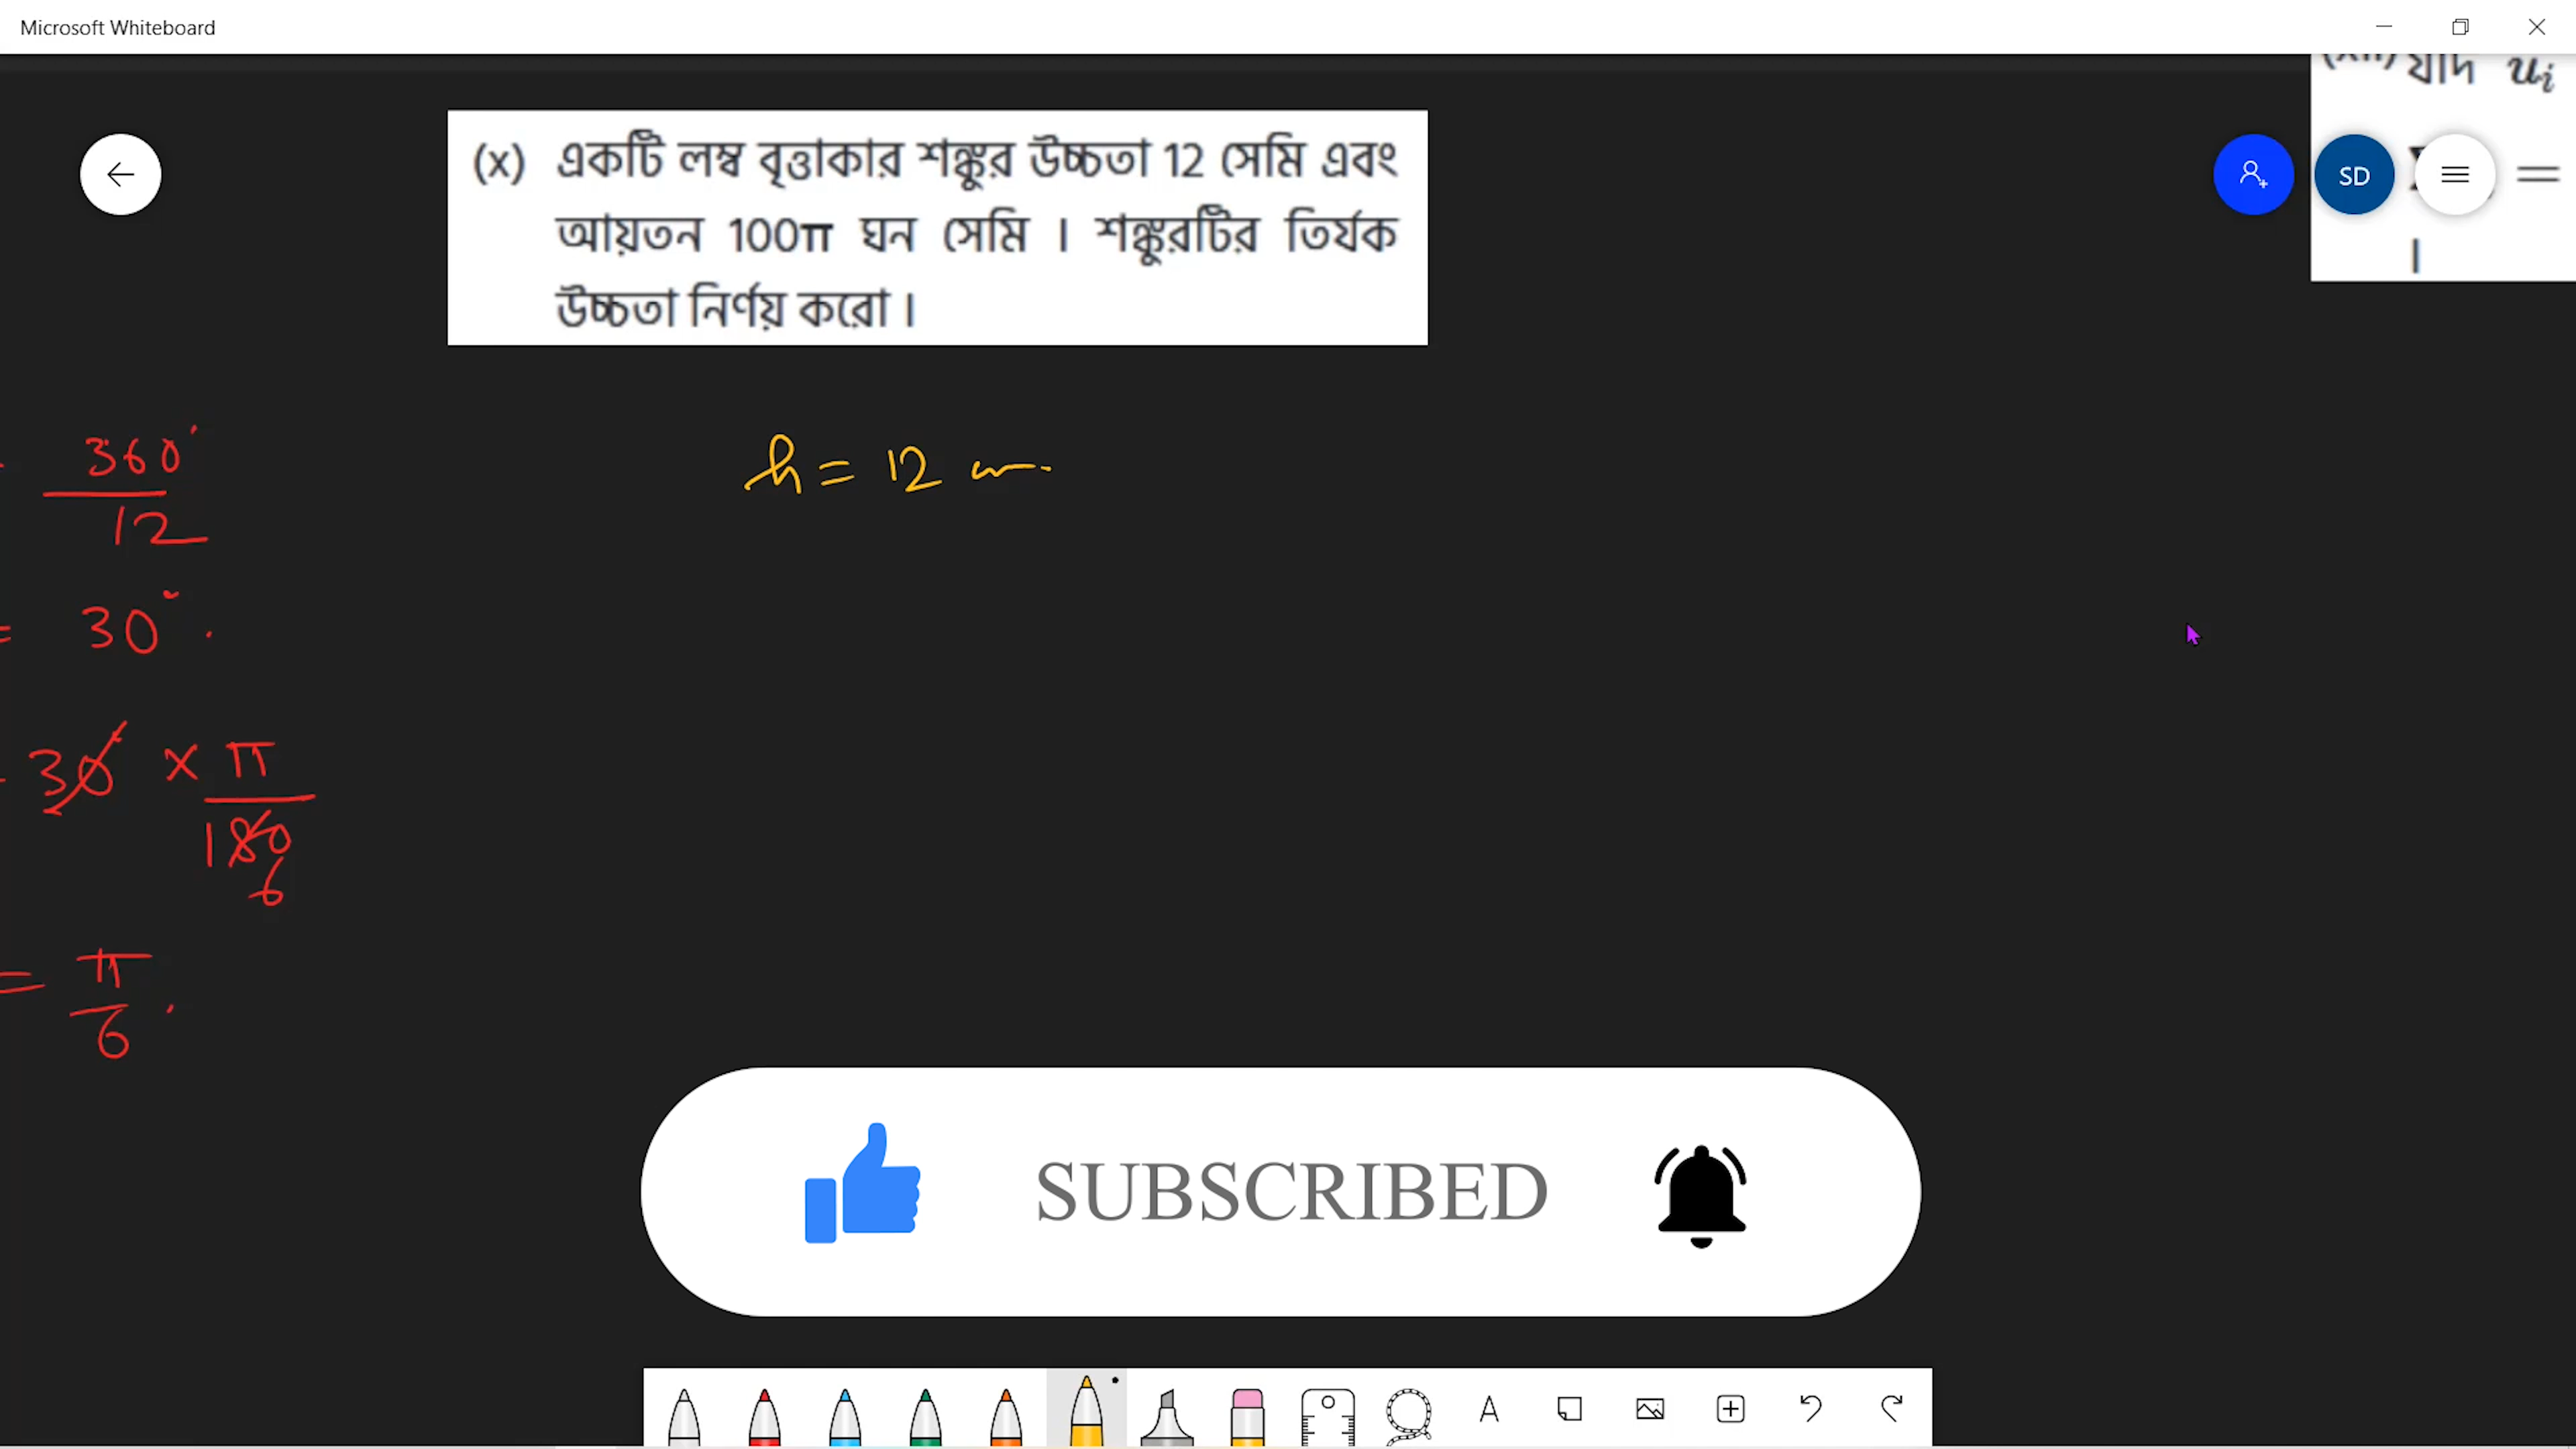 Microsoft Whiteboard
যদি uᵢ
=
।
SD
(x) একটি লম্ব বৃত্তাকার শঙ্কুর উচ্চতা 12 সেমি এবং
আয়তন 100π ঘন সেমি । শঙ্কুরটির তির্যক
উচ্চতা নির্ণয় করো ।
h = 12 cm.
360°
12
= 30° .
30 × π
180
6
= π
6 .
SUBSCRIBED
A